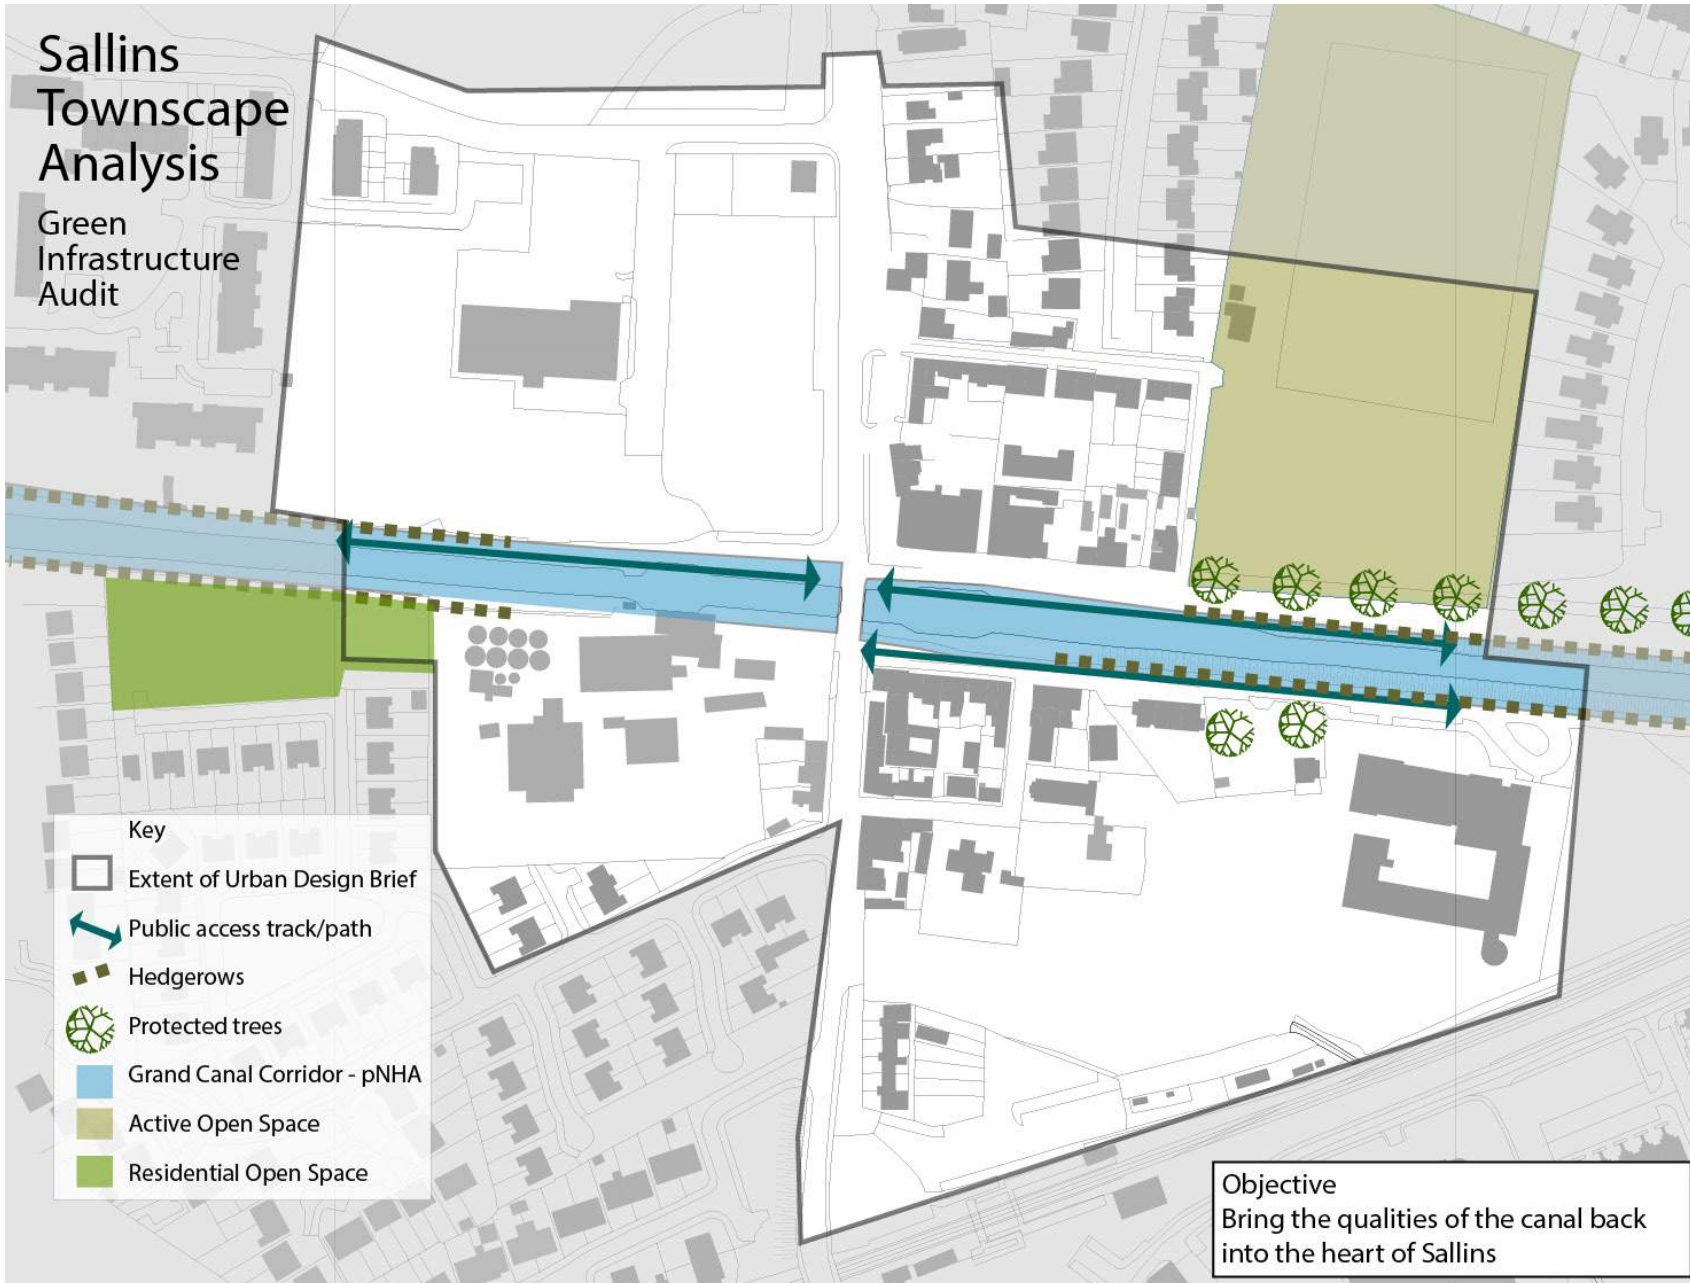 Sallins
Townscape
Analysis
Green
Infrastructure
Audit
Key
Extent of Urban Design Brief
Public access track/path
Hedgerows
Protected trees
Grand Canal Corridor - pNHA
Active Open Space
Residential Open Space
Objective
Bring the qualities of the canal back
into the heart of Sallins